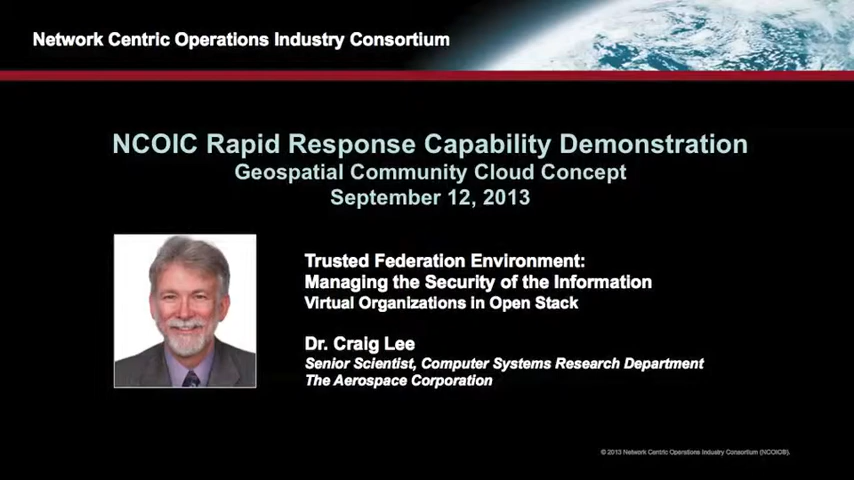 Network Centric Operations Industry Consortium
NCOIC Rapid Response Capability Demonstration
Geospatial Community Cloud Concept
September 12, 2013
Trusted Federation Environment:
Managing the Security of the Information
Virtual Organizations in Open Stack
Dr. Craig Lee
Senior Scientist, Computer Systems Research Department
The Aerospace Corporation
© 2013 Network Centric Operations Industry Consortium (NCOIC®).